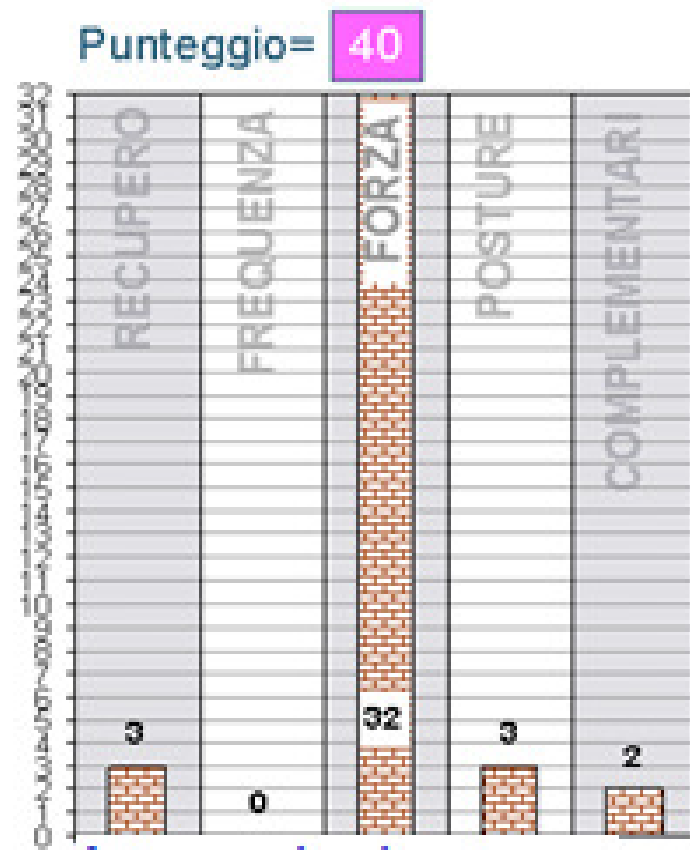 Punteggio= 40
RECUPERO
FREQUENZA
FORZA
POSTURE
COMPLEMENTARI
3
0
32
3
2